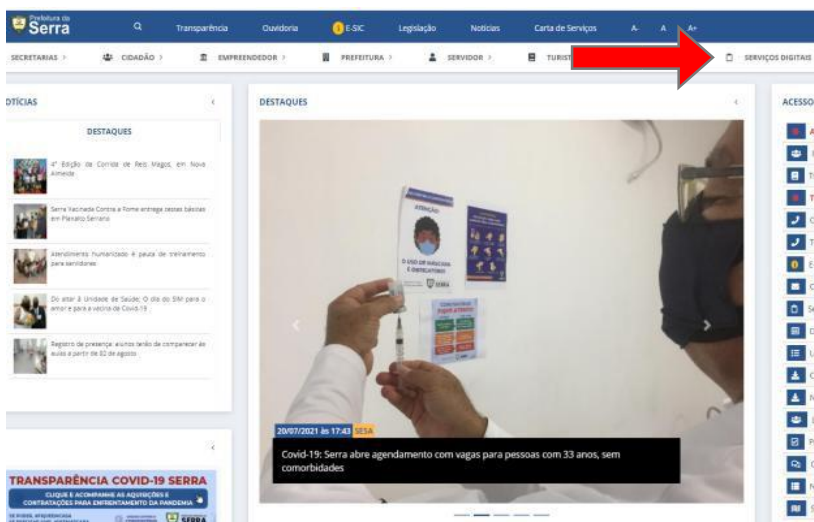 Prefeitura da
Serra
Transparência
Ouvidoria
E-SIC
Legislação
Notícias
Carta de Serviços
A-
A
A+
SECRETARIAS >
CIDADÃO >
EMPREENDEDOR >
PREFEITURA >
SERVIDOR >
TURIST
SERVIÇOS DIGITAIS
OTÍCIAS
DESTAQUES
4ª Edição da Corrida de Reis Magos, em Nova
Almeida
Serra Vacinada Contra a Fome entrega cestas básicas
em Planalto Serrano
Atendimento humanizado é pauta de treinamento
para servidores
Do altar à Unidade de Saúde: O dia do SIM para o
amor e para a vacina da Covid-19
Registro de presença: alunos terão de comparecer às
aulas a partir de 02 de agosto
TRANSPARÊNCIA COVID-19 SERRA
CLIQUE E ACOMPANHE AS AQUISIÇÕES E
CONTRATAÇÕES PARA ENFRENTAMENTO DA PANDEMIA
SERRA
DESTAQUES
ATENÇÃO
O USO DE MÁSCARA
É OBRIGATÓRIO
SERRA
20/07/2021 às 17:43 SESA
Covid-19: Serra abre agendamento com vagas para pessoas com 33 anos, sem
comorbidades
ACESSO